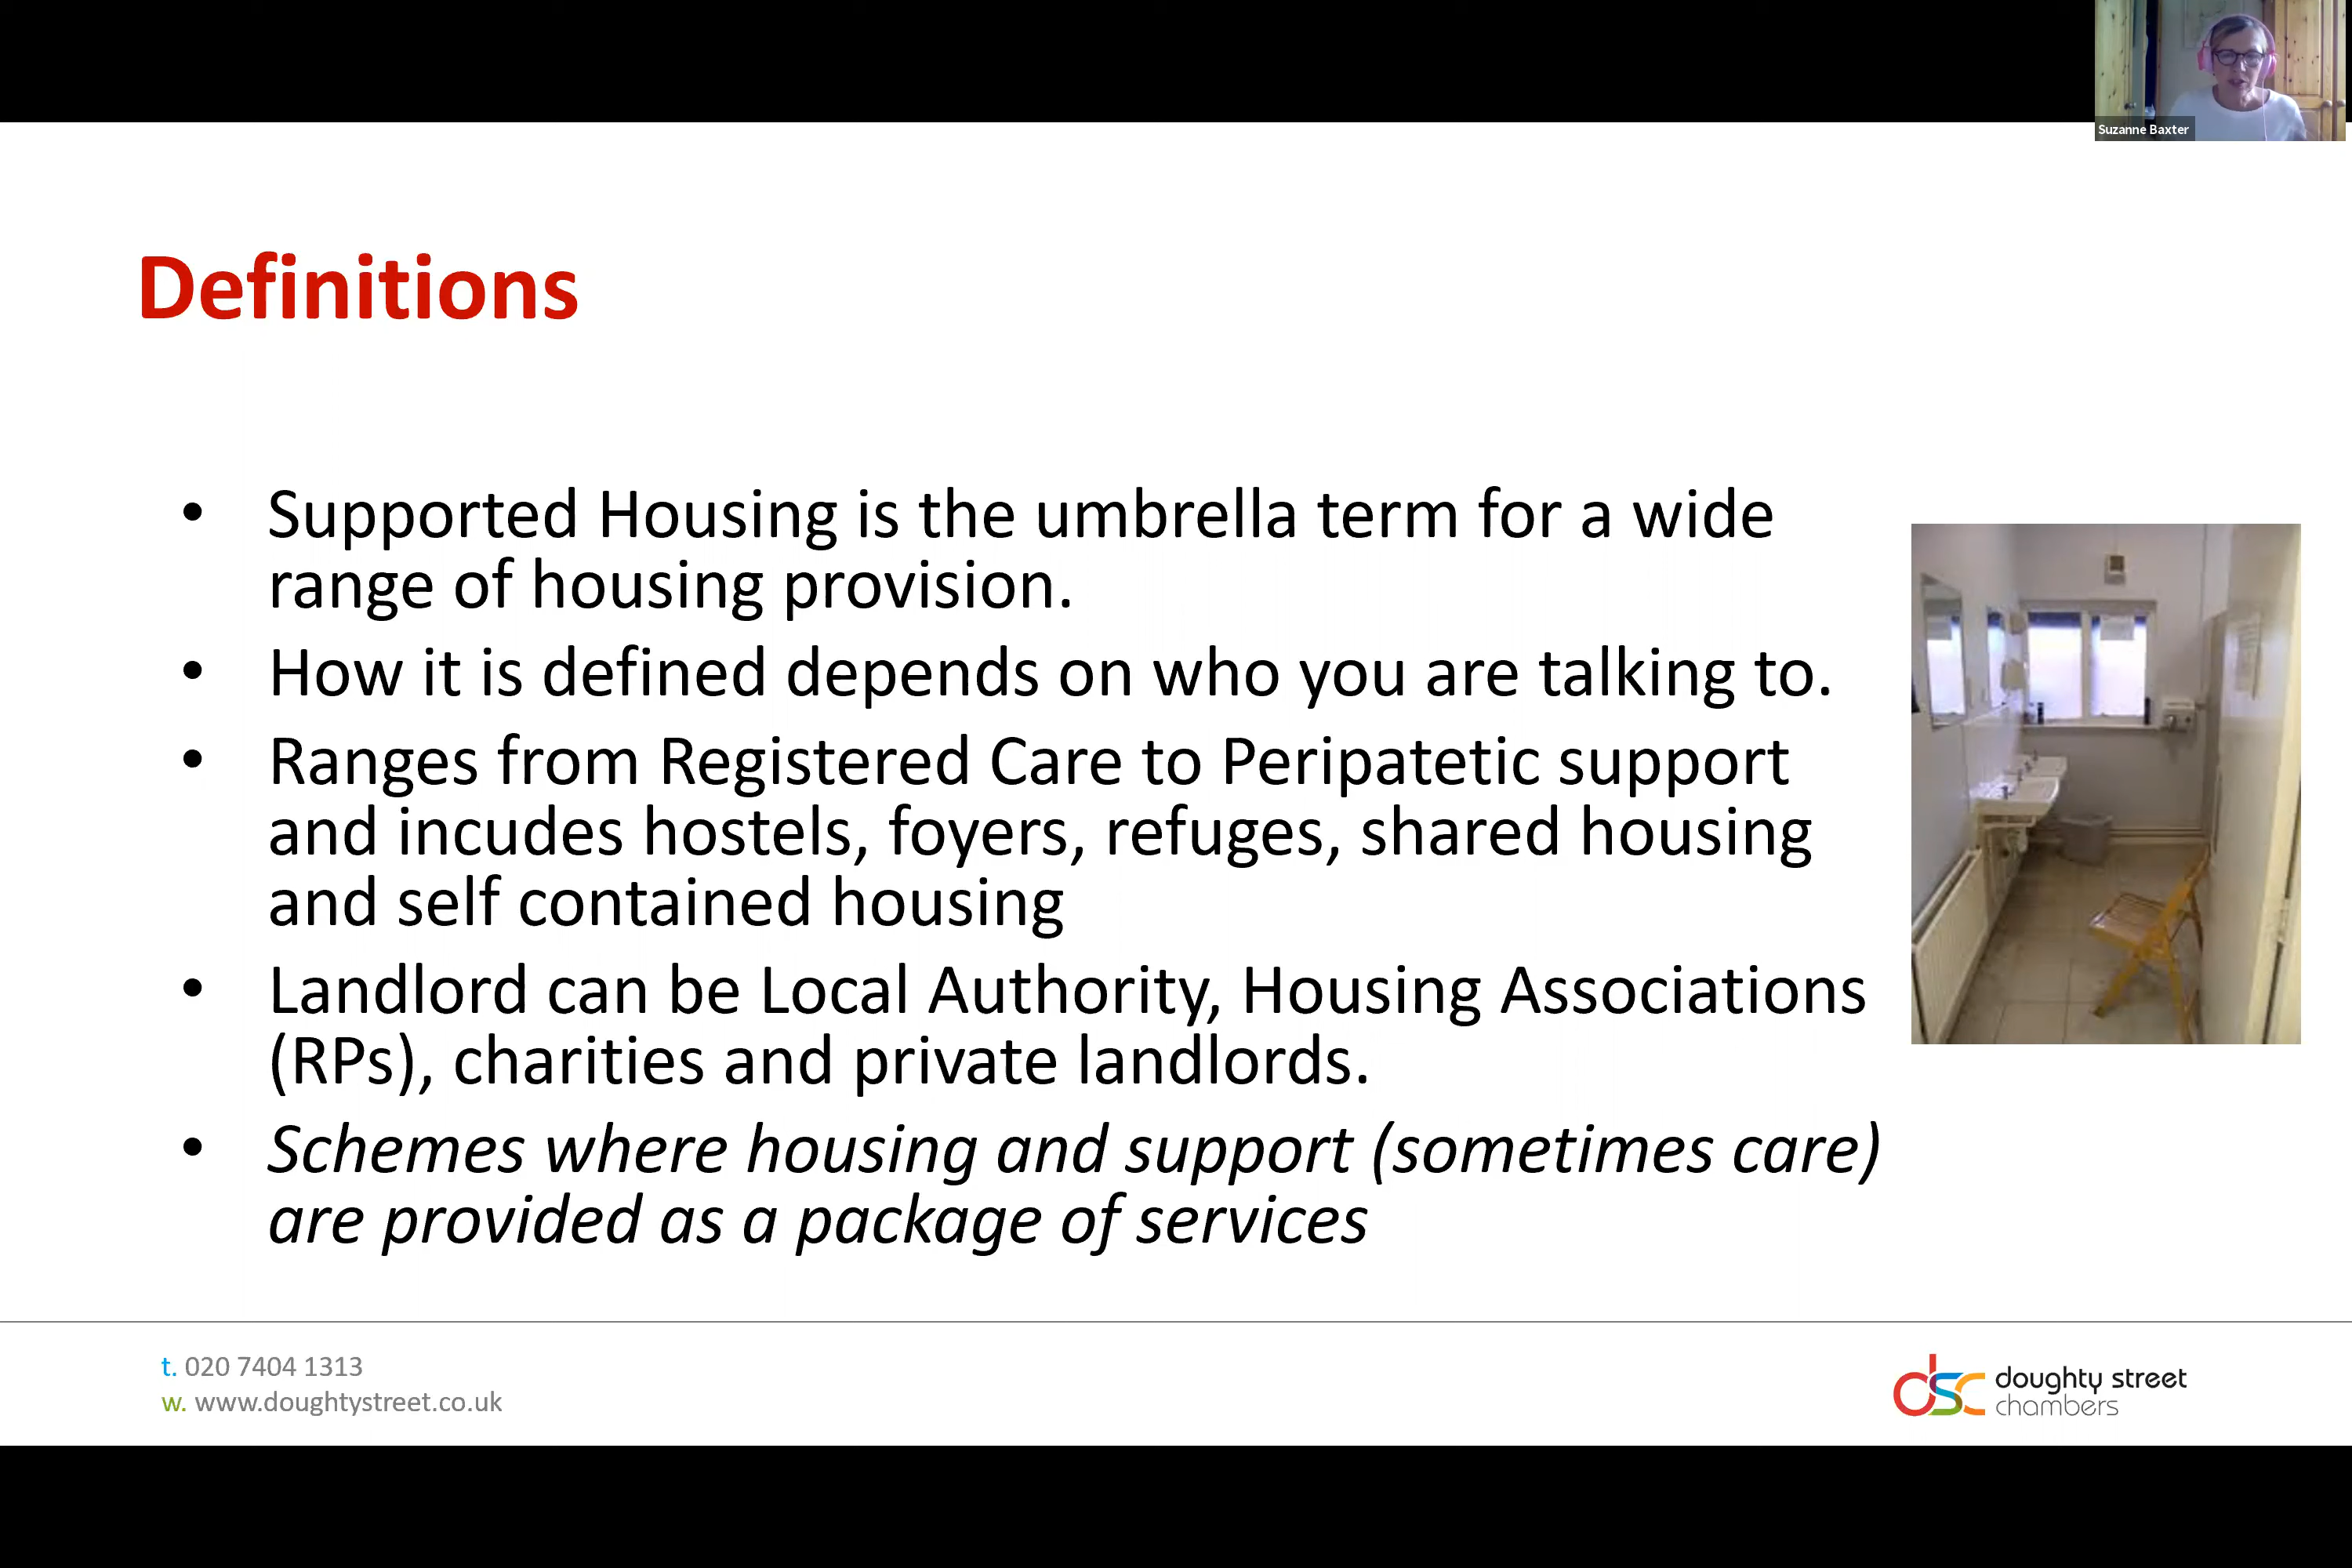 Suzanne Baxter
Definitions
• Supported Housing is the umbrella term for a wide
range of housing provision.
• How it is defined depends on who you are talking to.
• Ranges from Registered Care to Peripatetic support
and incudes hostels, foyers, refuges, shared housing
and self contained housing
• Landlord can be Local Authority, Housing Associations
(RPs), charities and private landlords.
• Schemes where housing and support (sometimes care)
are provided as a package of services
t. 020 7404 1313
w. www.doughtystreet.co.uk
dsc doughty street
chambers